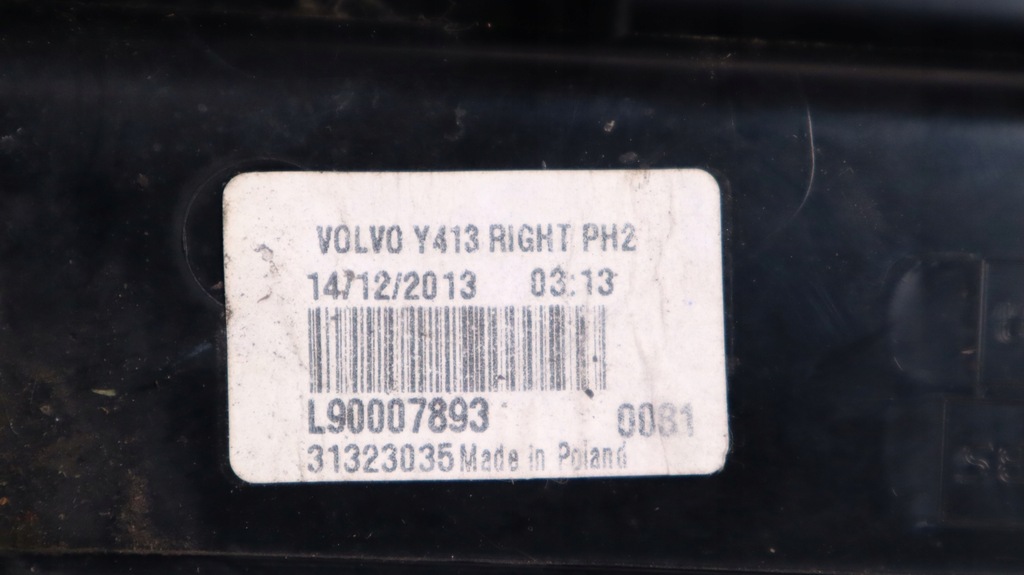 VOLVO Y413 RIGHT PH2
14/12/2013 03:13
L90007893 0081
31323035 Made in Poland